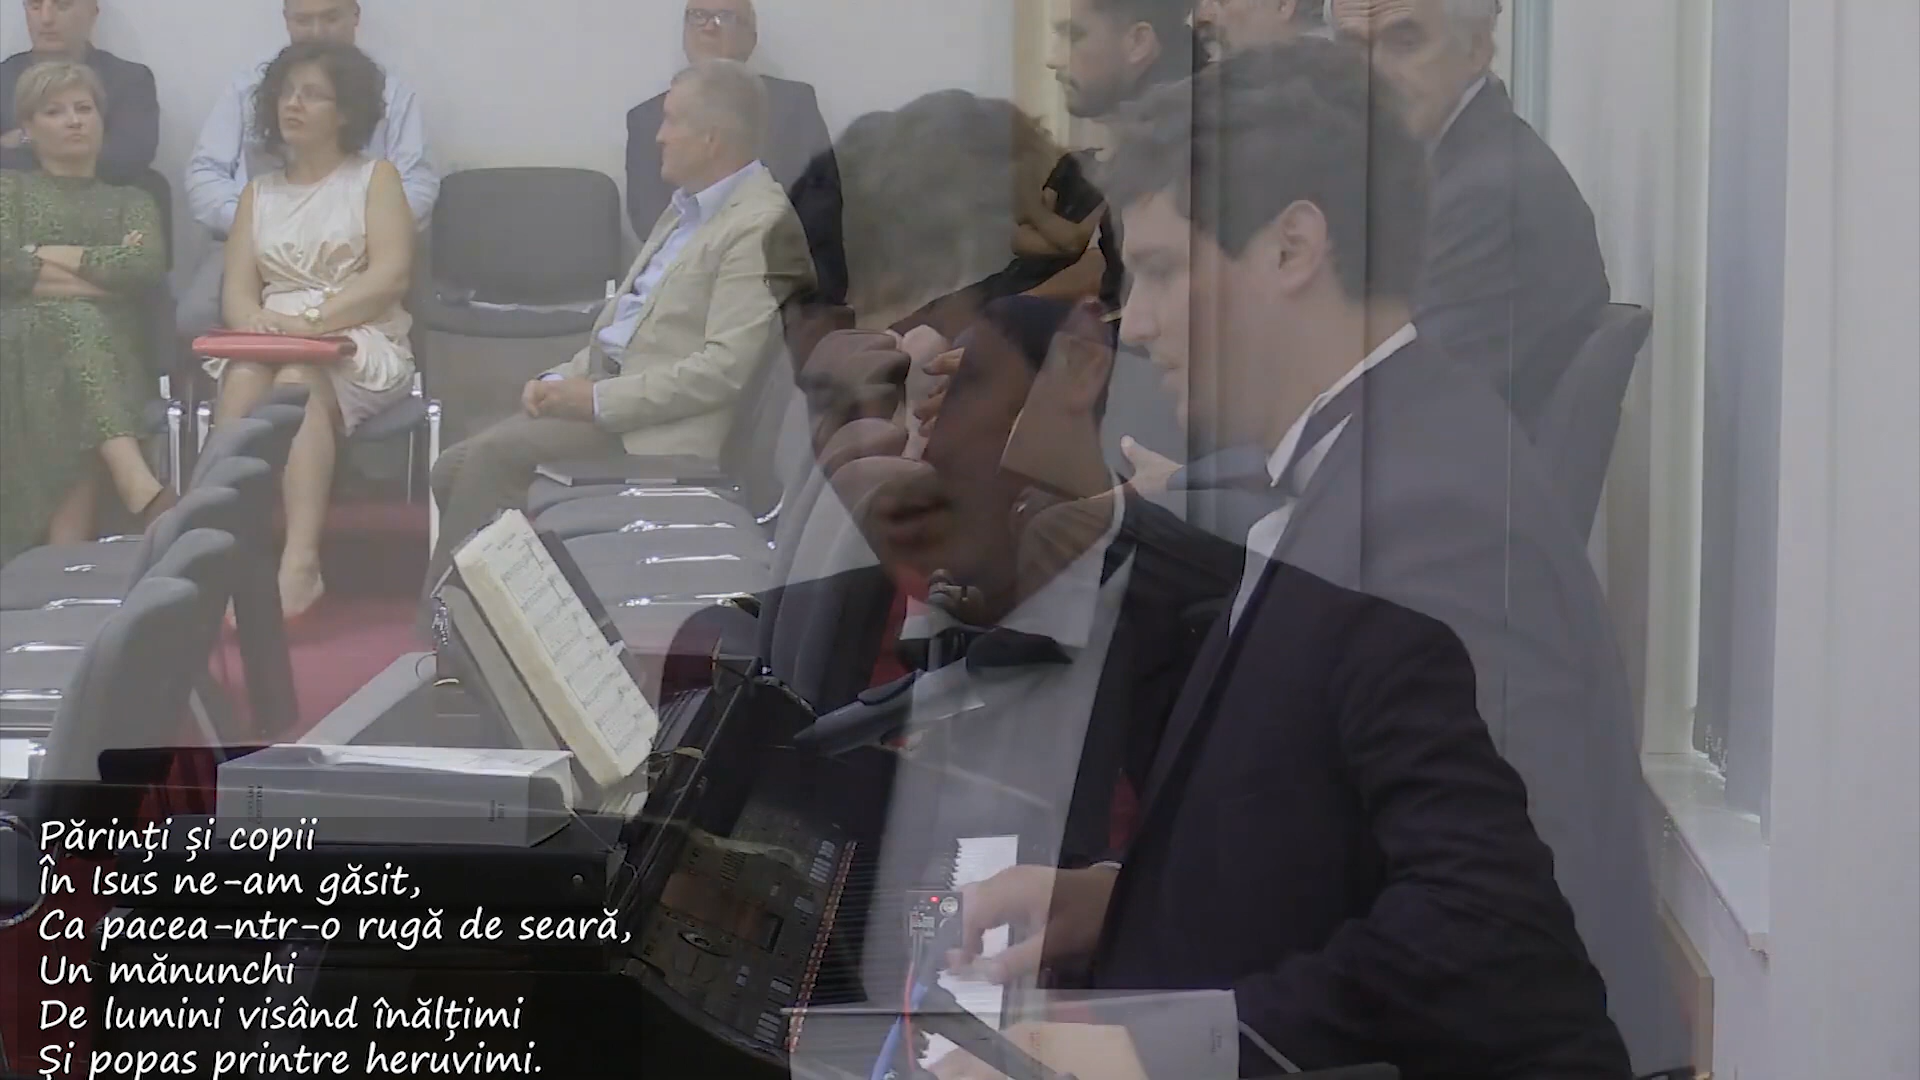 Părinți și copii
În Isus ne-am găsit,
Ca pacea-ntr-o rugă de seară,
Un mănunchi
De lumini visând înălțimi
Și popas printre heruvimi.